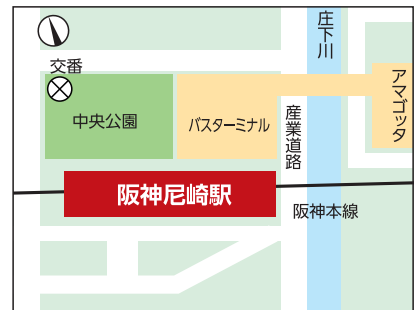 庄下川
交番
中央公園
バスターミナル
産業道路
アマゴッタ
阪神尼崎駅
阪神本線